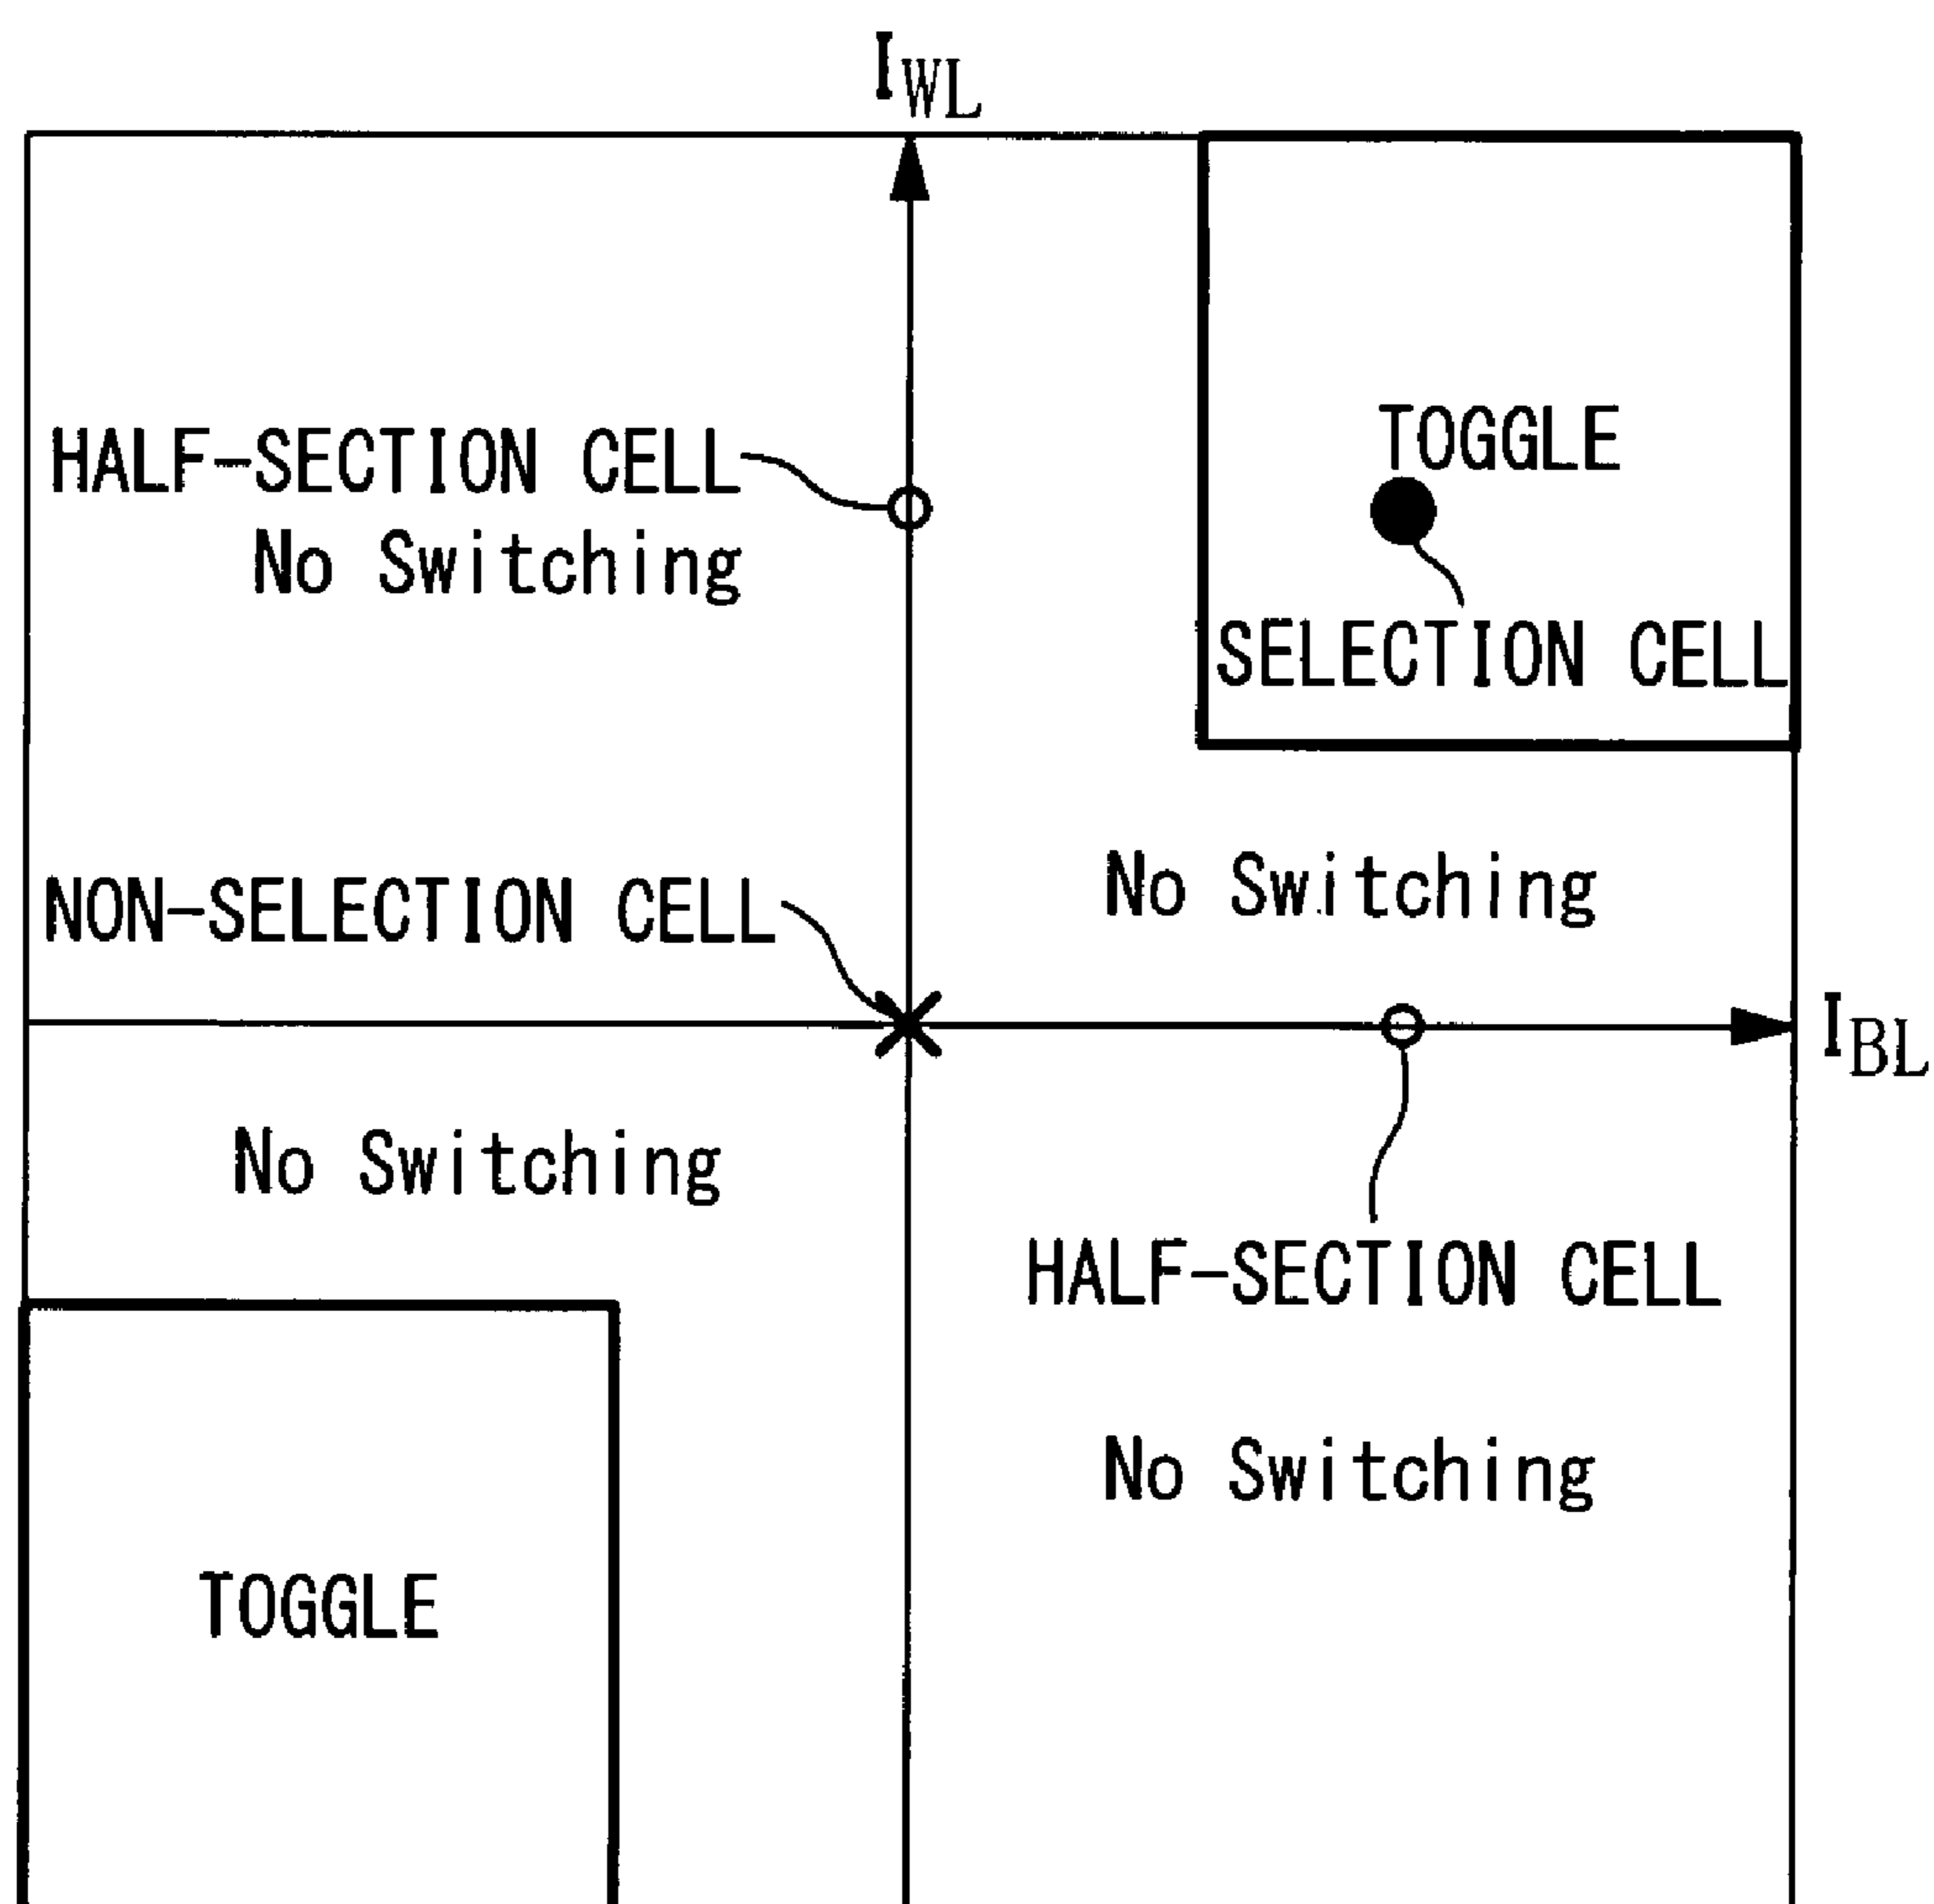 I_WL
TOGGLE
HALF-SECTION CELL
No Switching
SELECTION CELL
NON-SELECTION CELL
No Switching
I_BL
No Switching
HALF-SECTION CELL
No Switching
TOGGLE